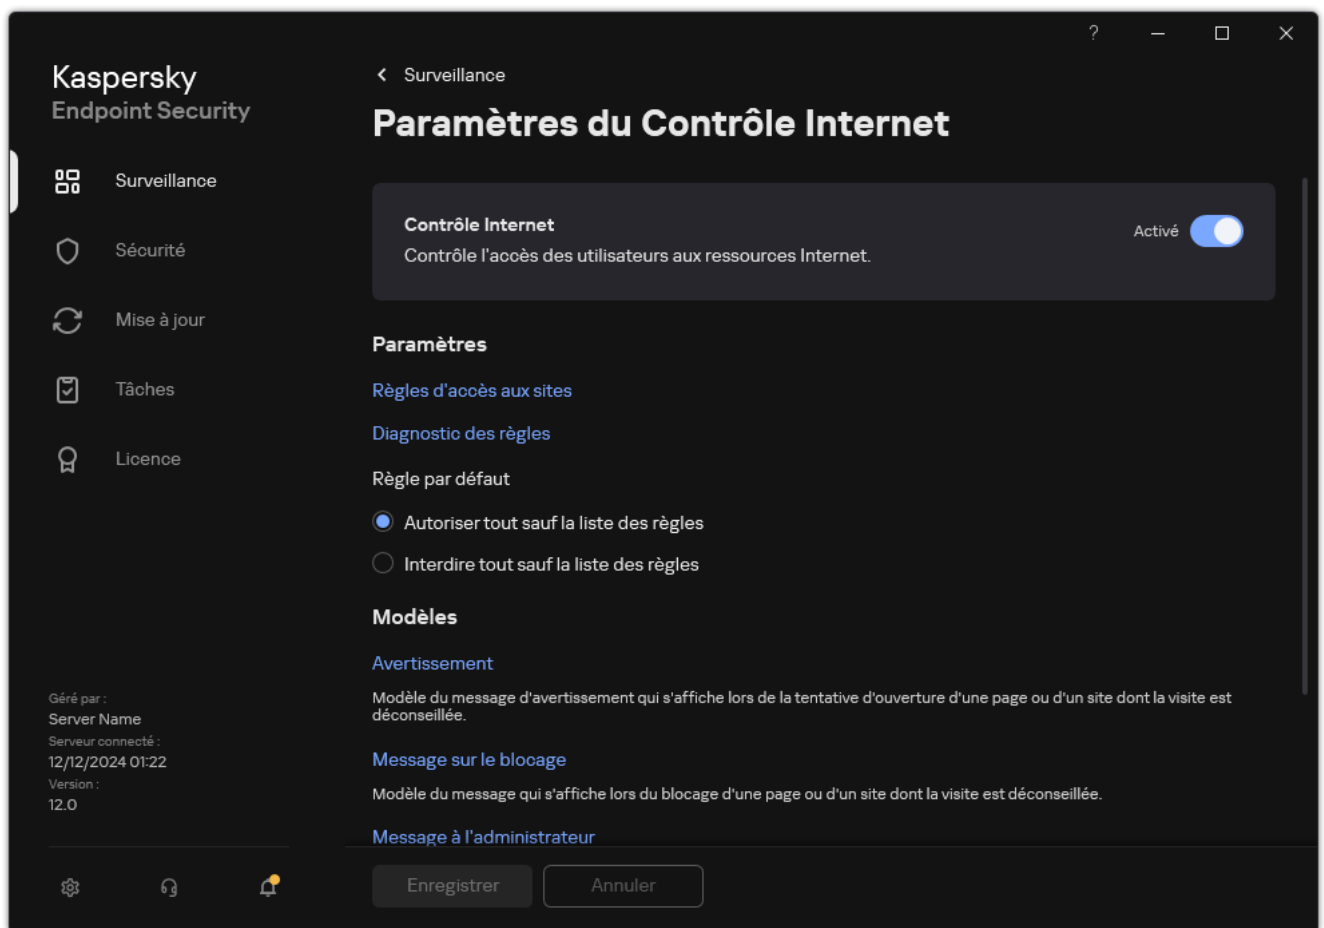 ?
Kaspersky
Endpoint Security
Surveillance
Sécurité
Mise à jour
Tâches
Licence
Géré par :
Server Name
Serveur connecté :
12/12/2024 01:22
Version :
12.0
Surveillance
Paramètres du Contrôle Internet
Contrôle Internet
Contrôle l'accès des utilisateurs aux ressources Internet.
Activé
Paramètres
Règles d'accès aux sites
Diagnostic des règles
Règle par défaut
Autoriser tout sauf la liste des règles
Interdire tout sauf la liste des règles
Modèles
Avertissement
Modèle du message d'avertissement qui s'affiche lors de la tentative d'ouverture d'une page ou d'un site dont la visite est
déconseillée.
Message sur le blocage
Modèle du message qui s'affiche lors du blocage d'une page ou d'un site dont la visite est déconseillée.
Message à l'administrateur
Enregistrer
Annuler